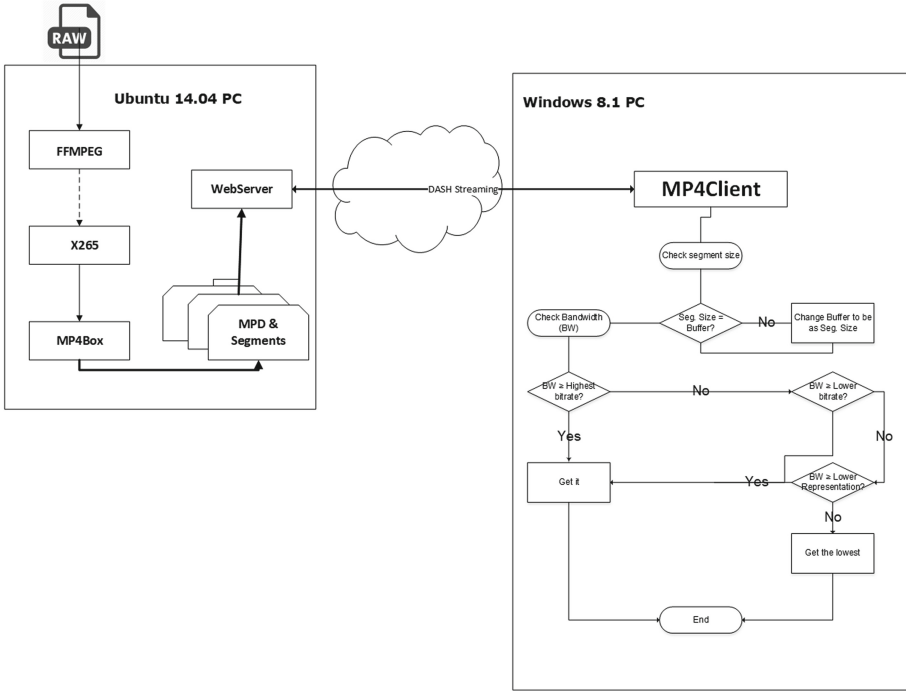 RAW
Ubuntu 14.04 PC
FFMPEG
X265
MP4Box
WebServer
MPD &
Segments
DASH Streaming
Windows 8.1 PC
MP4Client
Check segment size
Seg. Size =
Buffer?
No
Change Buffer to be
as Seg. Size
Check Bandwidth
(BW)
BW ≥ Highest
bitrate?
No
BW ≥ Lower
bitrate?
Yes
No
Get it
Yes
BW ≥ Lower
Representation?
No
Get the lowest
End